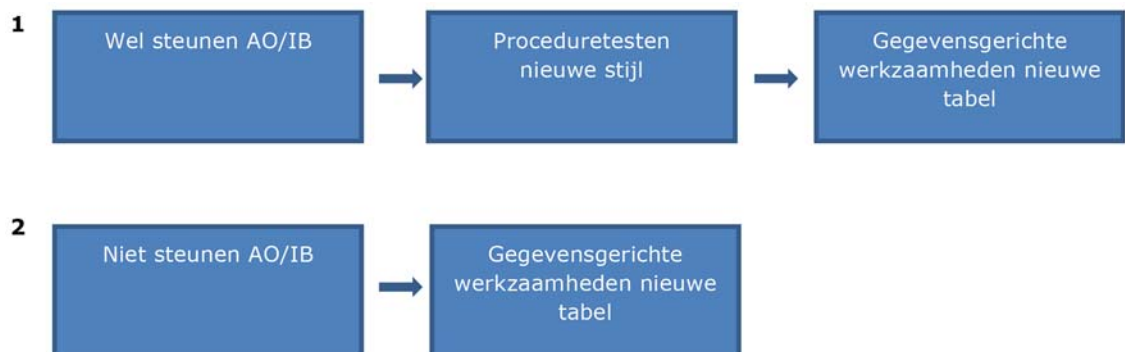 1
Wel steunen AO/IB
Proceduretesten
nieuwe stijl
Gegevensgerichte
werkzaamheden nieuwe
tabel
2
Niet steunen AO/IB
Gegevensgerichte
werkzaamheden nieuwe
tabel